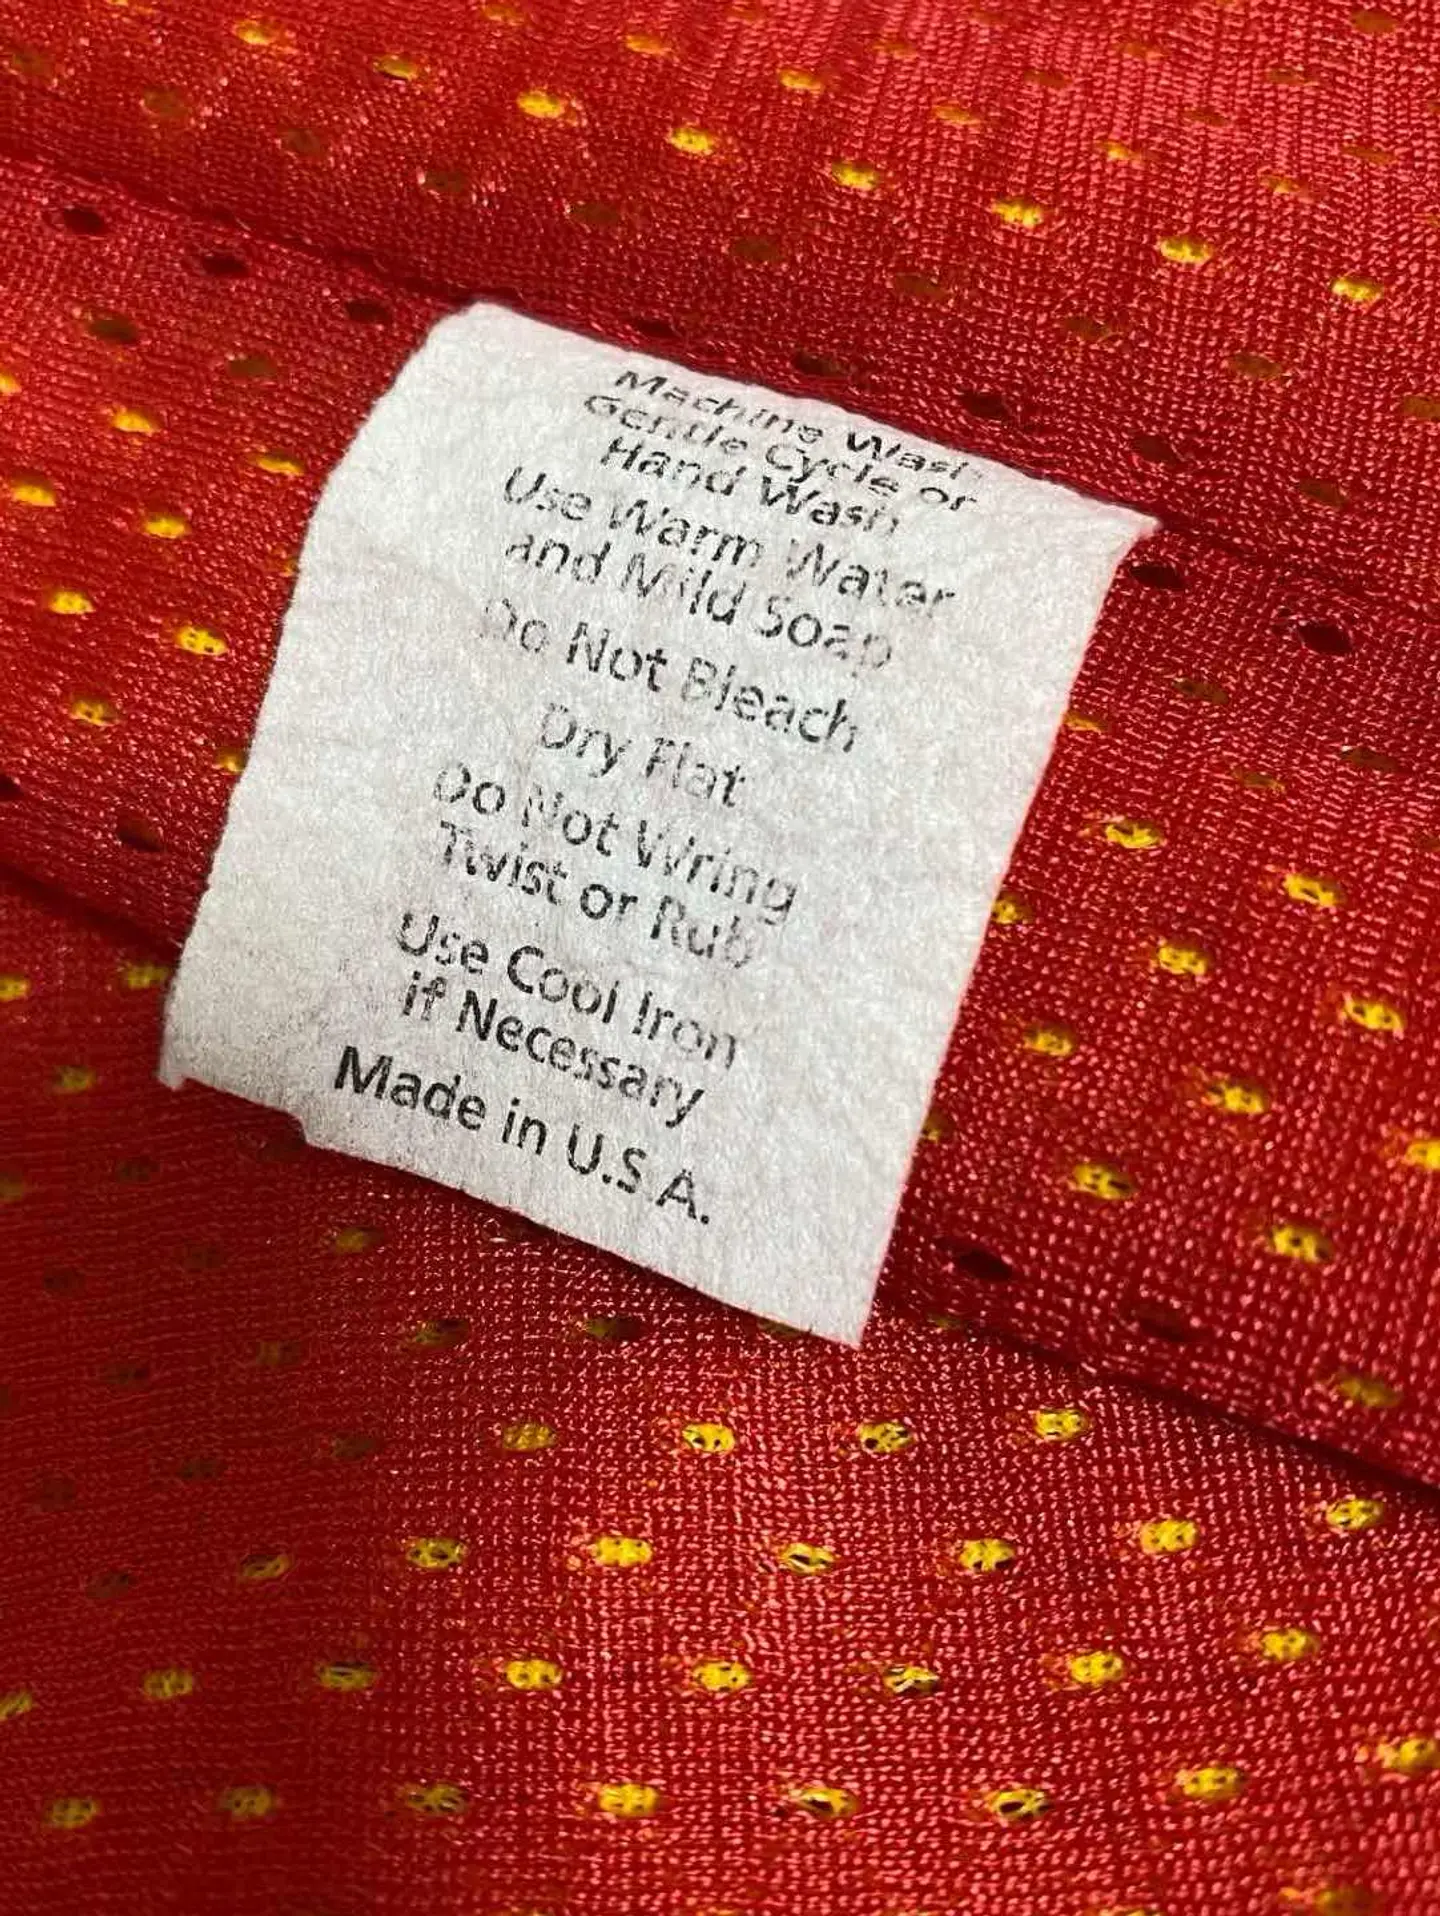 Machine Wash
Gentle Cycle or
Hand Wash
Use Warm Water
and Mild Soap
Do Not Bleach
Dry Flat
Do Not Wring
Twist or Rub
Use Cool Iron
if Necessary
Made in U.S.A.